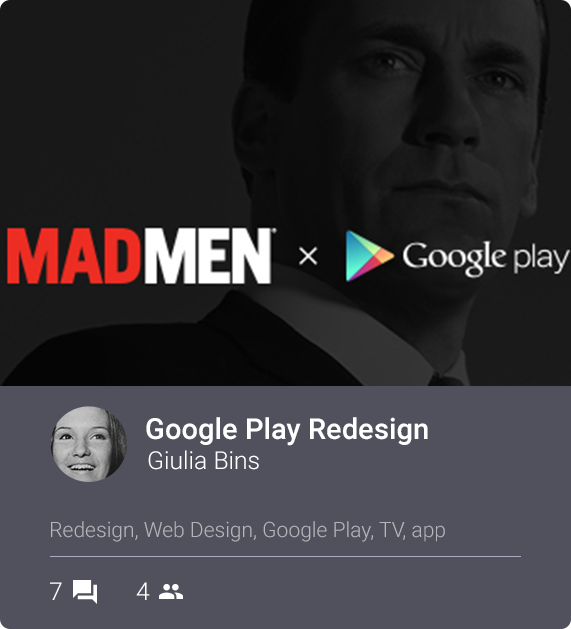 MADMEN × Google play
Google Play Redesign
Giulia Bins
Redesign, Web Design, Google Play, TV, app
7 4